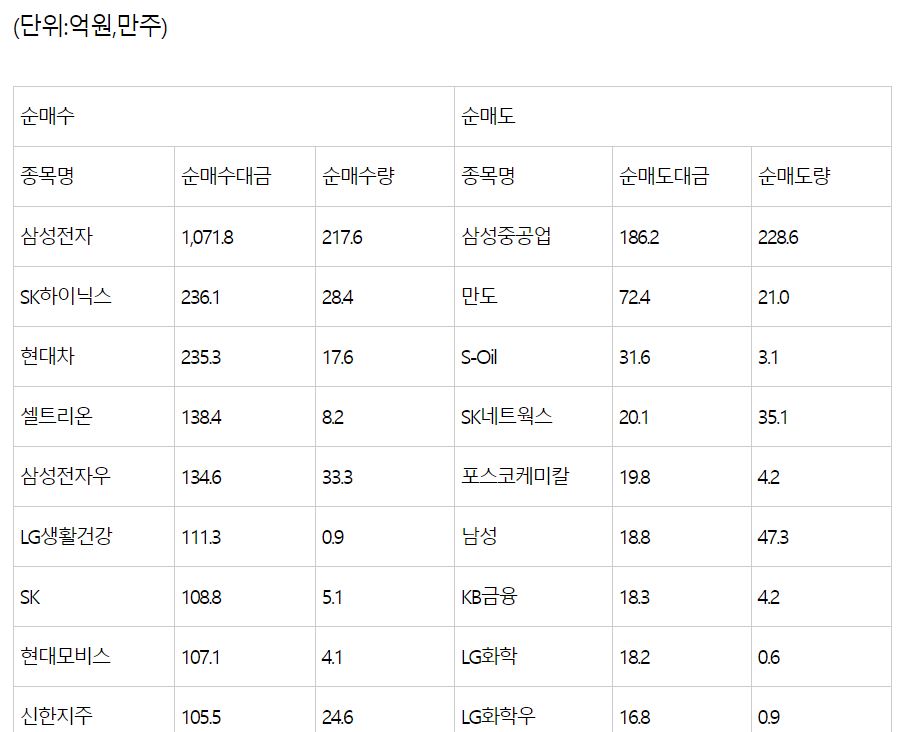 (단위:억원,만주)
순매수 순매도
종목명 순매수대금 순매수량 종목명 순매도대금 순매도량
삼성전자 1,071.8 217.6 삼성중공업 186.2 228.6
SK하이닉스 236.1 28.4 만도 72.4 21.0
현대차 235.3 17.6 S-Oil 31.6 3.1
셀트리온 138.4 8.2 SK네트웍스 20.1 35.1
삼성전자우 134.6 33.3 포스코케미칼 19.8 4.2
LG생활건강 111.3 0.9 남성 18.8 47.3
SK 108.8 5.1 KB금융 18.3 4.2
현대모비스 107.1 4.1 LG화학 18.2 0.6
신한지주 105.5 24.6 LG화학우 16.8 0.9